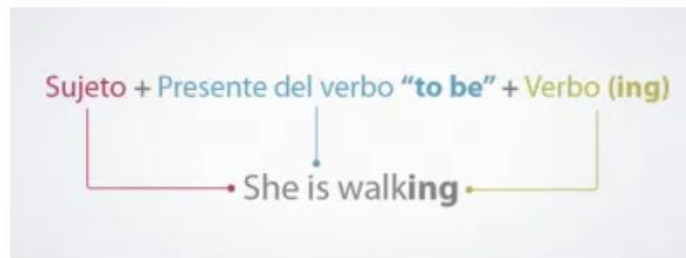 Sujeto + Presente del verbo “to be” + Verbo (ing)
She is walking